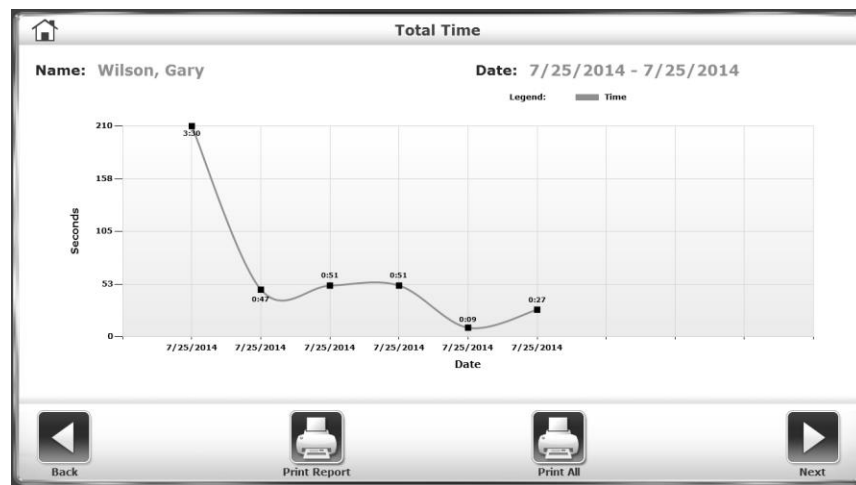 Total Time
Name: Wilson, Gary
Date: 7/25/2014 - 7/25/2014
Legend: Time
210
3:30
158
105
Seconds
53
0:47
0:51
0:51
0:09
0:27
0
7/25/2014 7/25/2014 7/25/2014 7/25/2014 7/25/2014 7/25/2014
Date
Back
Print Report
Print All
Next